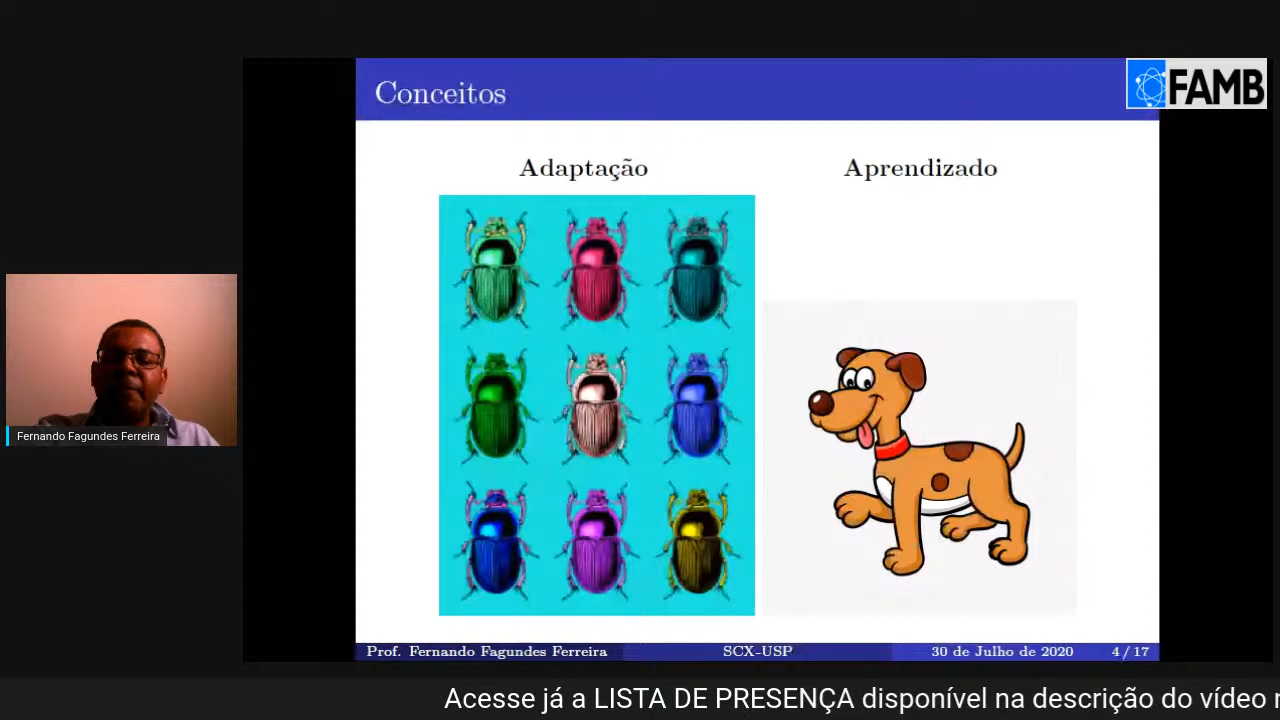 Conceitos
FAMB
Adaptação
Aprendizado
Fernando Fagundes Ferreira
Prof. Fernando Fagundes Ferreira
SCX-USP
30 de Julho de 2020
4 / 17
Acesse já a LISTA DE PRESENÇA disponível na descrição do vídeo